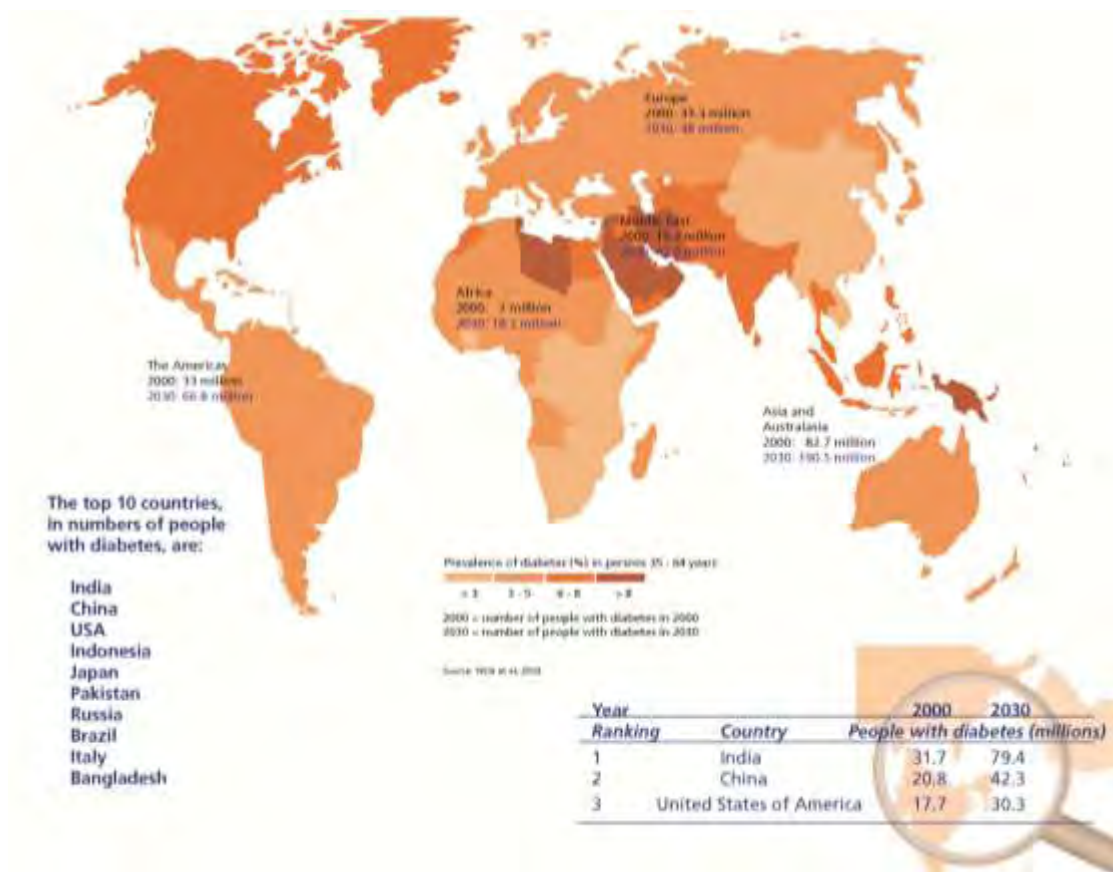 Europe
2000: million
2030: 48 million
Middle East
2000: million
million
Africa
2000: 7 million
2030: 18.2 million
The Americas
2000: 33 million
2030: 66.8 million
Asia and
Australasia
2000: 82.7 million
2030: 190.5 million
The top 10 countries,
in numbers of people
with diabetes, are:
India
China
USA
Indonesia
Japan
Pakistan
Russia
Brazil
Italy
Bangladesh
Prevalence of diabetes (%) in persons 35 - 64 years
< 3 3 - 5 6 - 8 > 8
2000 = number of people with diabetes in 2000
2030 = number of people with diabetes in 2030
Year 2000 2030
Ranking Country People with diabetes (millions)
1 India 31.7 79.4
2 China 20.8 42.3
3 United States of America 17.7 30.3